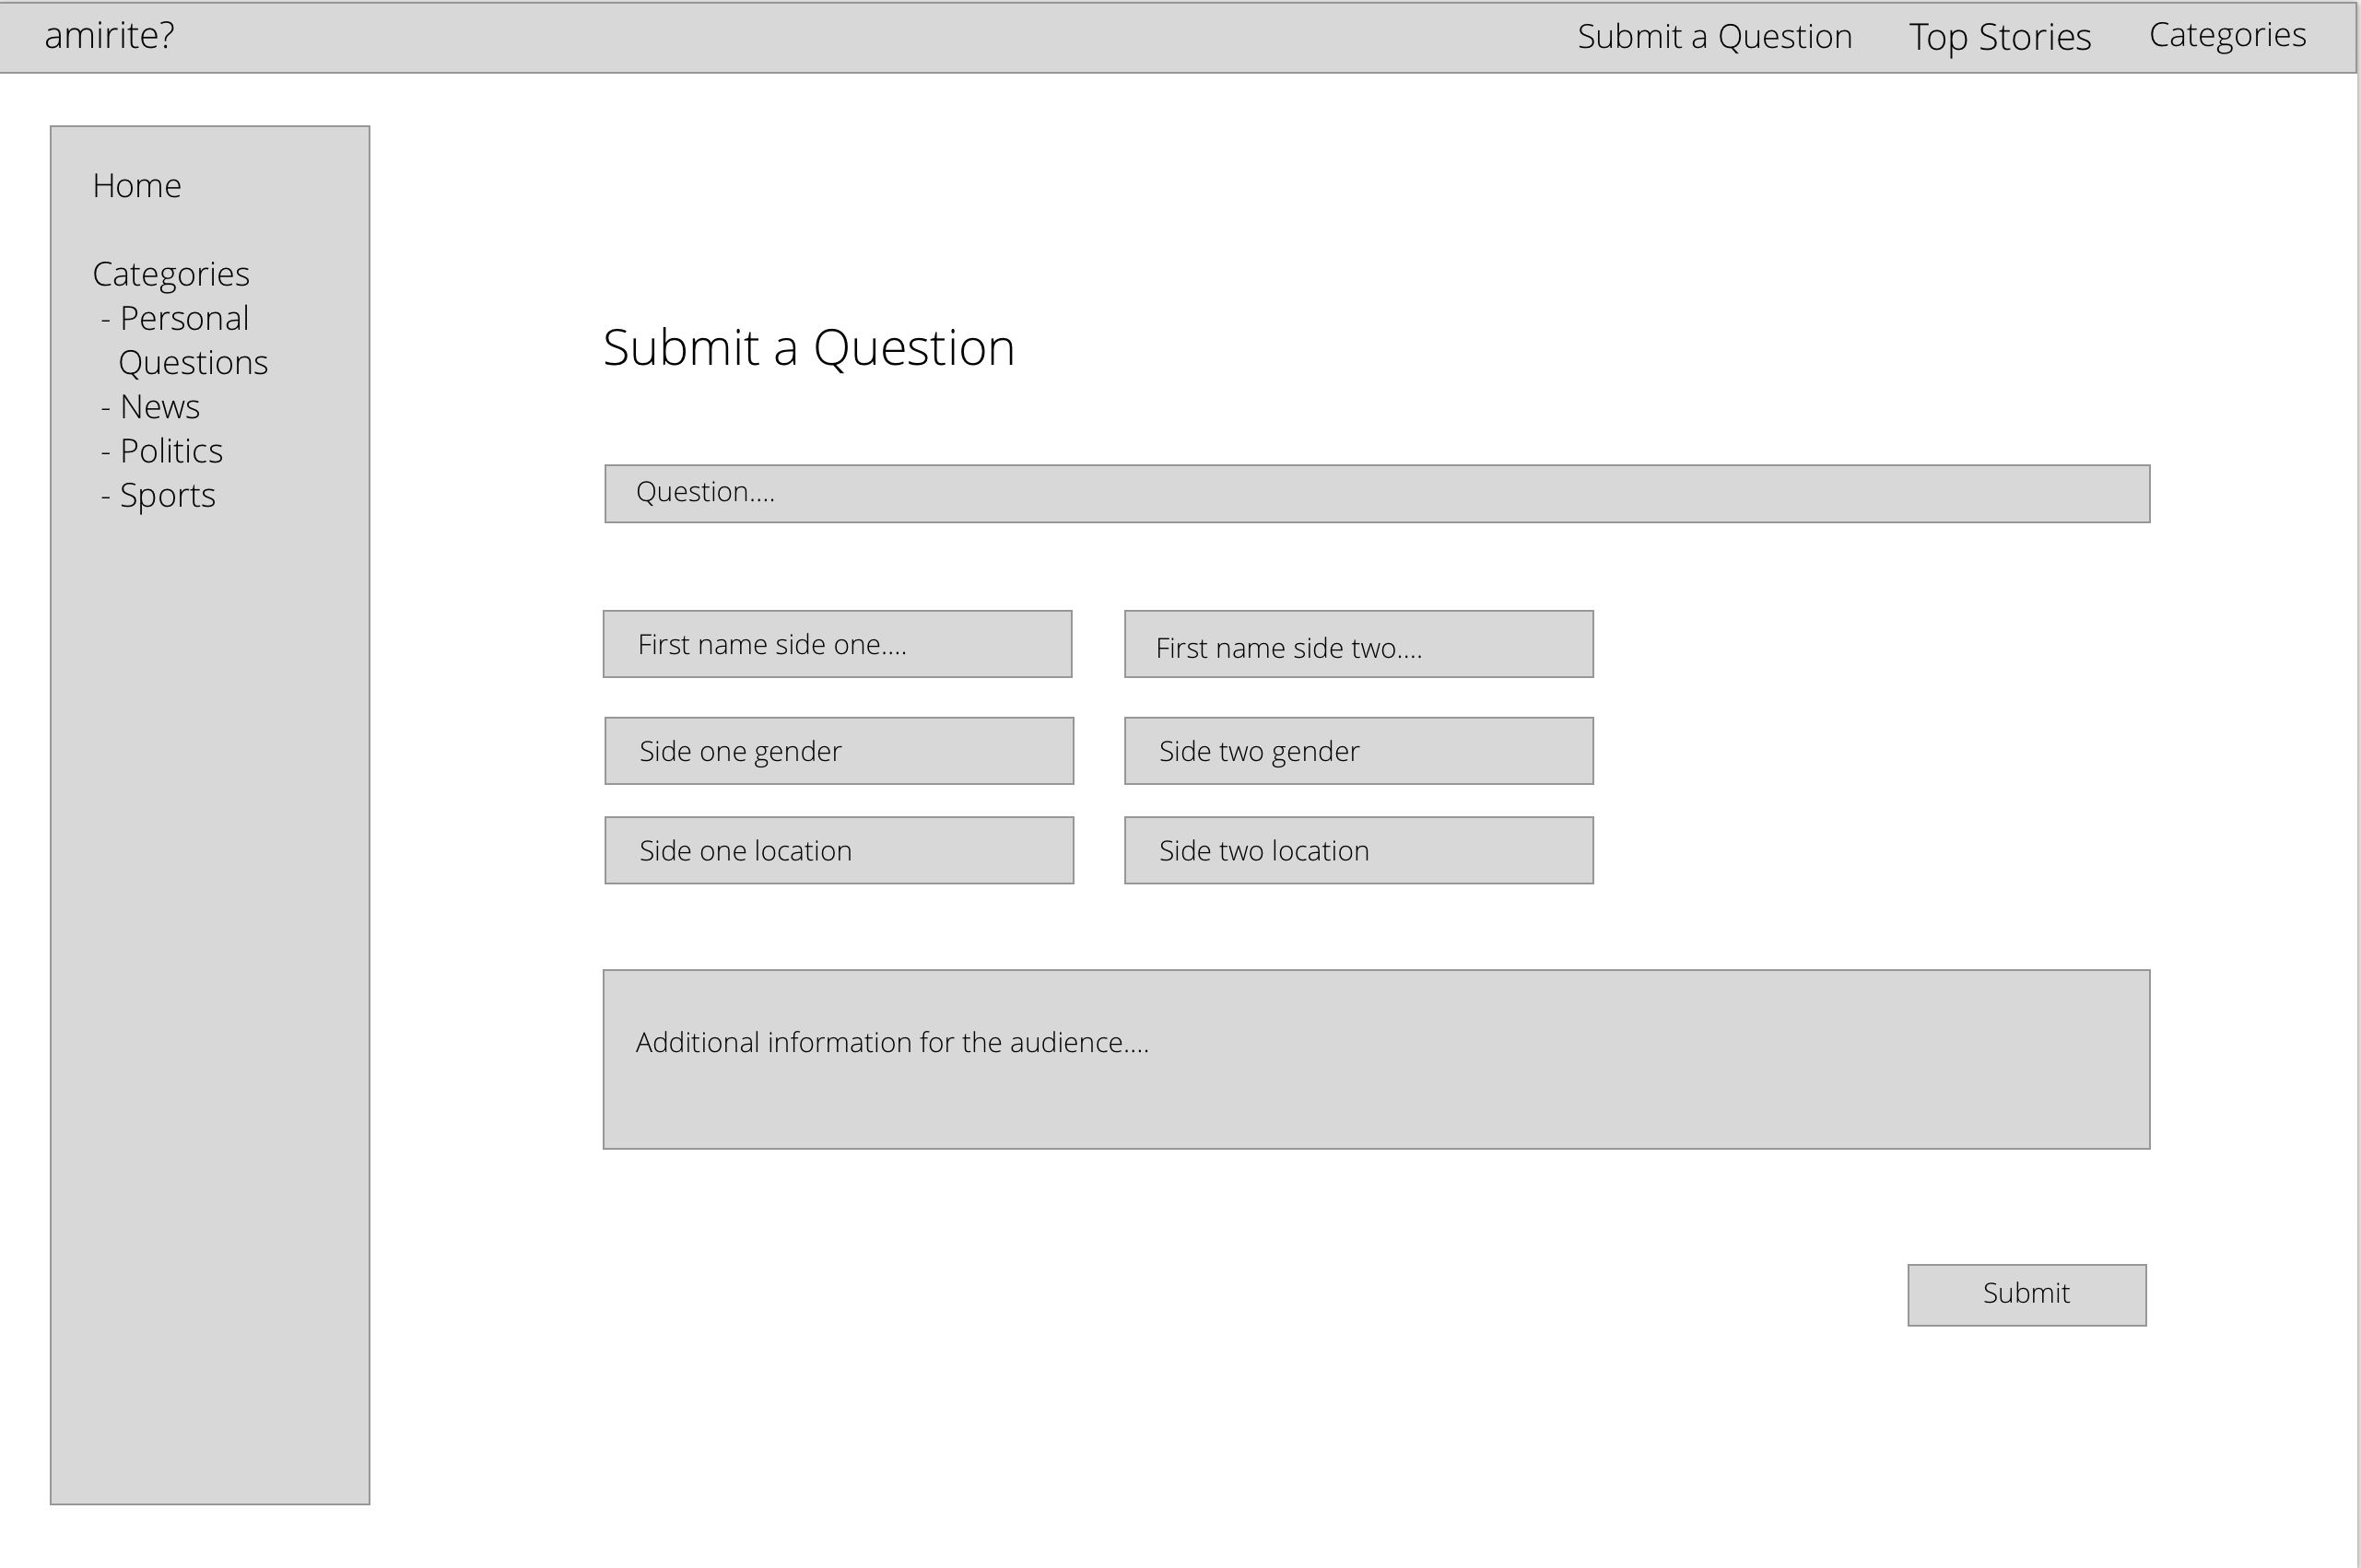 amirite?
Submit a Question
Top Stories
Categories
Home
Categories
- Personal
Questions
- News
- Politics
- Sports
Submit a Question
Question....
First name side one....
First name side two....
Side one gender
Side two gender
Side one location
Side two location
Additional information for the audience....
Submit